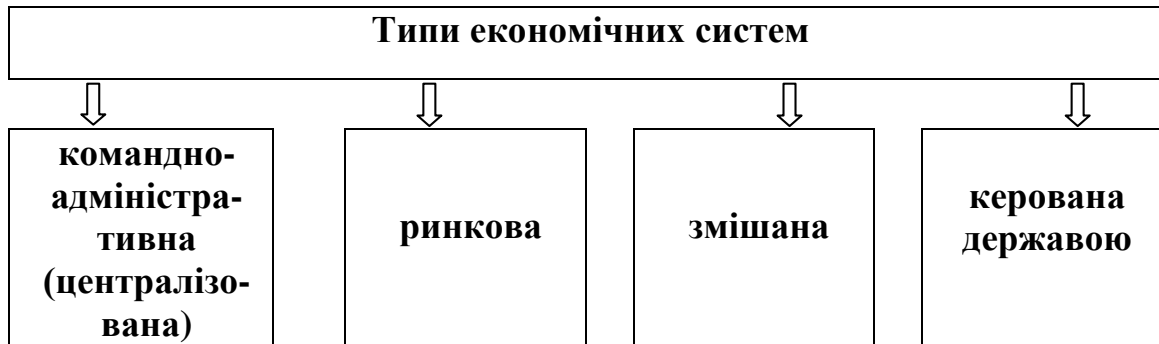 Типи економічних систем
командно-
адміністра-
тивна
(централізо-
вана)
ринкова
змішана
керована
державою